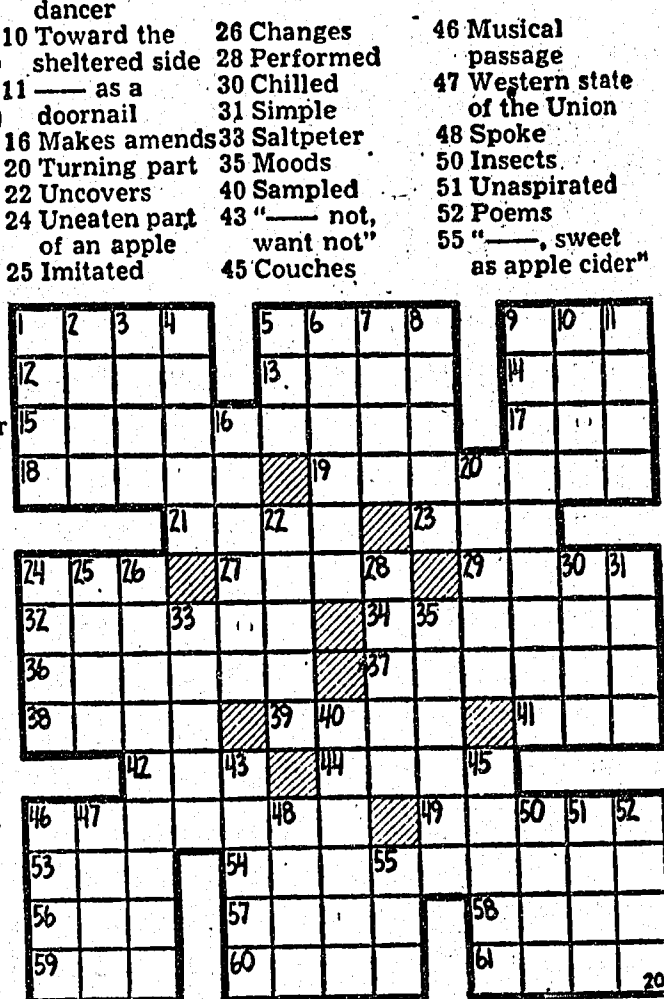 dancer
10 Toward the
sheltered side
11 —— as a
doornail
16 Makes amends
20 Turning part
22 Uncovers
24 Uneaten part
of an apple
25 Imitated
26 Changes
28 Performed
30 Chilled
31 Simple
33 Saltpeter
35 Moods
40 Sampled
43 “—— not,
want not”
45 Couches
46 Musical
passage
47 Western state
of the Union
48 Spoke
50 Insects
51 Unaspirated
52 Poems
55 “——, sweet
as apple cider”
1 2 3 4 5 6 7 8 9 10 11
12 13 14
r 15 16 17
18 19 20
21 22 23
24 25 26 27 28 29 30 31
32 33 34 35
36 37
38 39 40 41
42 43 44 45
46 47 48 49 50 51 52
53 54 55
56 57 58
59 60 61
20